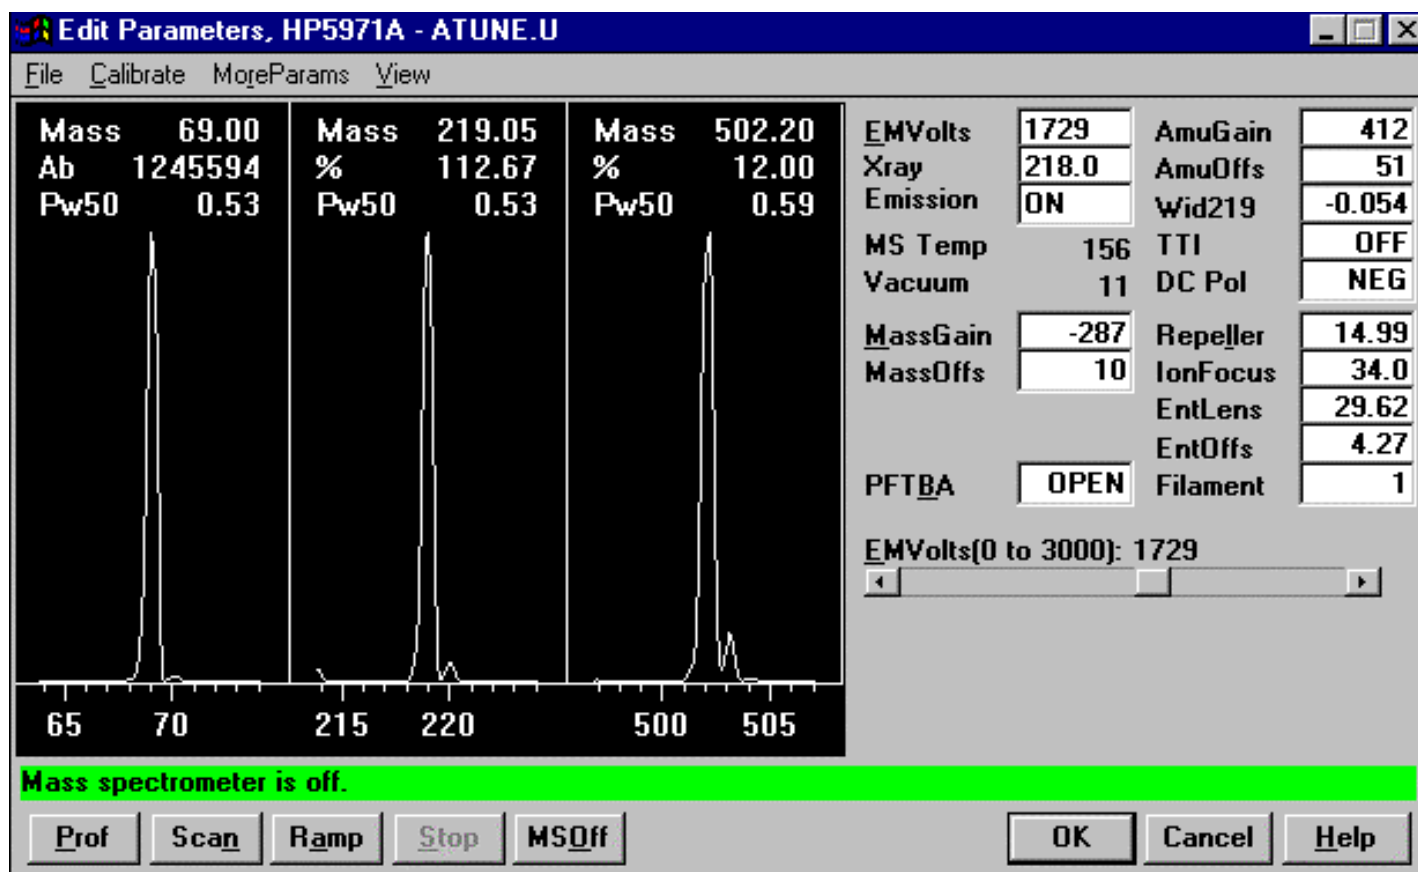 Edit Parameters, HP5971A - ATUNE.U
File Calibrate MoreParams View
Mass 69.00
Ab 1245594
Pw50 0.53
65 70
Mass 219.05
% 112.67
Pw50 0.53
215 220
Mass 502.20
% 12.00
Pw50 0.59
500 505
EMVolts 1729
Xray 218.0
Emission ON
MS Temp 156
Vacuum 11
MassGain -287
MassOffs 10
PFTBA OPEN
AmuGain 412
AmuOffs 51
Wid219 -0.054
TTI OFF
DC Pol NEG
Repeller 14.99
IonFocus 34.0
EntLens 29.62
EntOffs 4.27
Filament 1
EMVolts(0 to 3000): 1729
Mass spectrometer is off.
Prof Scan Ramp Stop MSOff OK Cancel Help